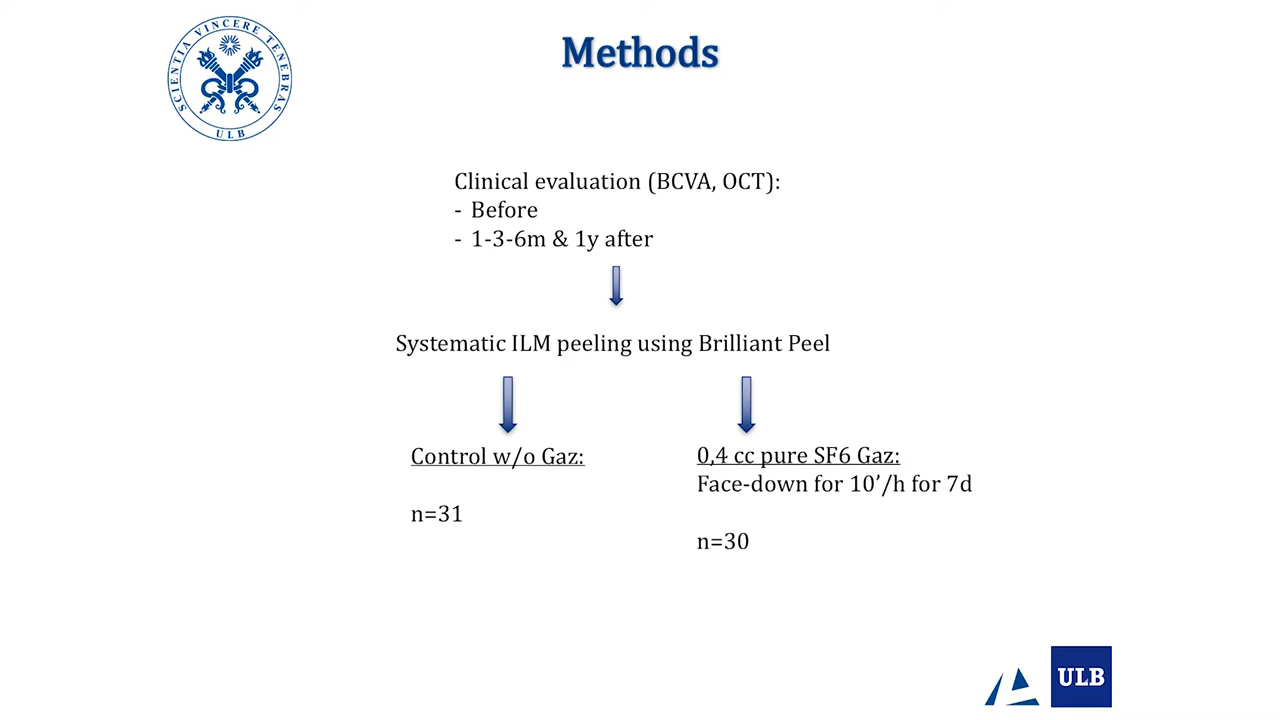 SCIENTIA VINCERE TENEBRAS
ULB
Methods
Clinical evaluation (BCVA, OCT):
- Before
- 1-3-6m & 1y after
Systematic ILM peeling using Brilliant Peel
Control w/o Gaz:
n=31
0,4 cc pure SF6 Gaz:
Face-down for 10’/h for 7d
n=30
ULB